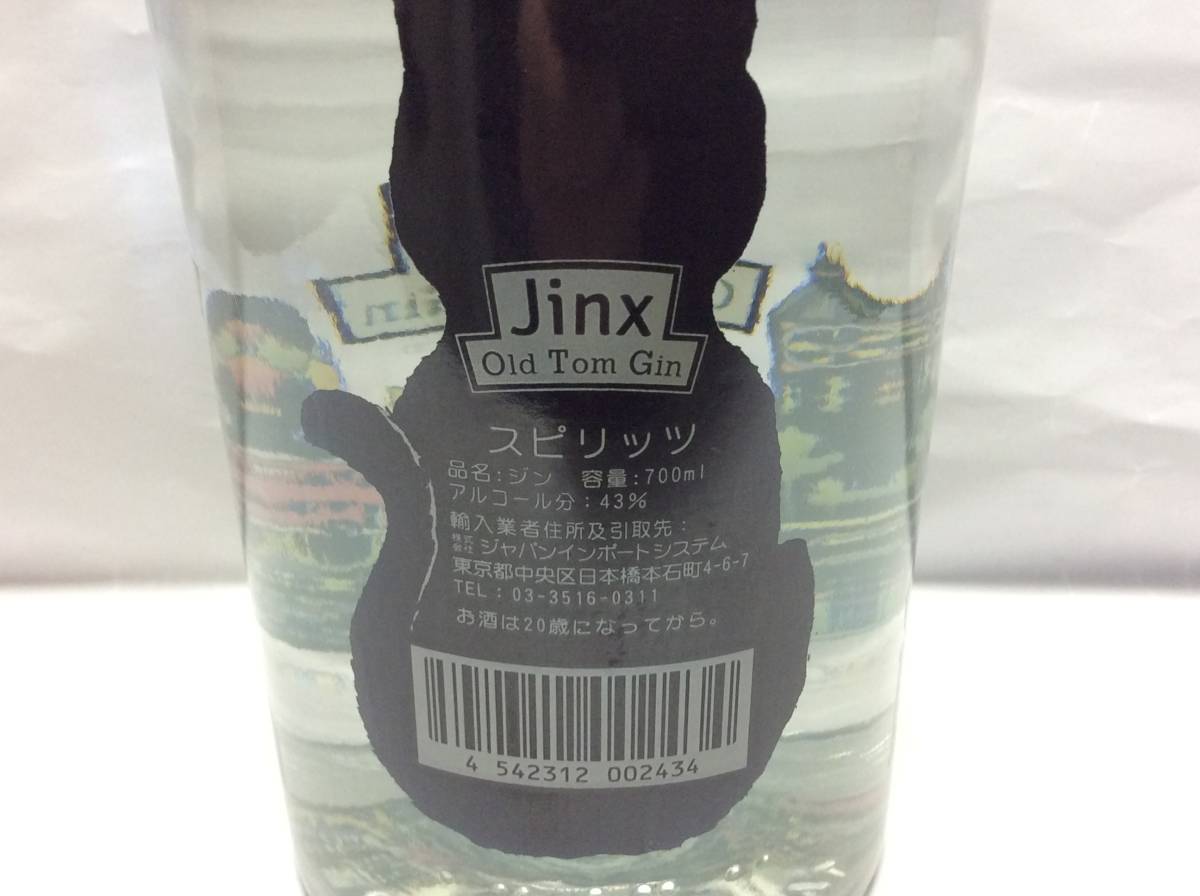 Jinx
Old Tom Gin
スピリッツ
品名:ジン 容量:700ml
アルコール分:43%
輸入業者住所及引取先:
株式会社 ジャパンインポートシステム
東京都中央区日本橋本石町4-6-7
TEL:03-3516-0311
お酒は20歳になってから。
4 542312 002434